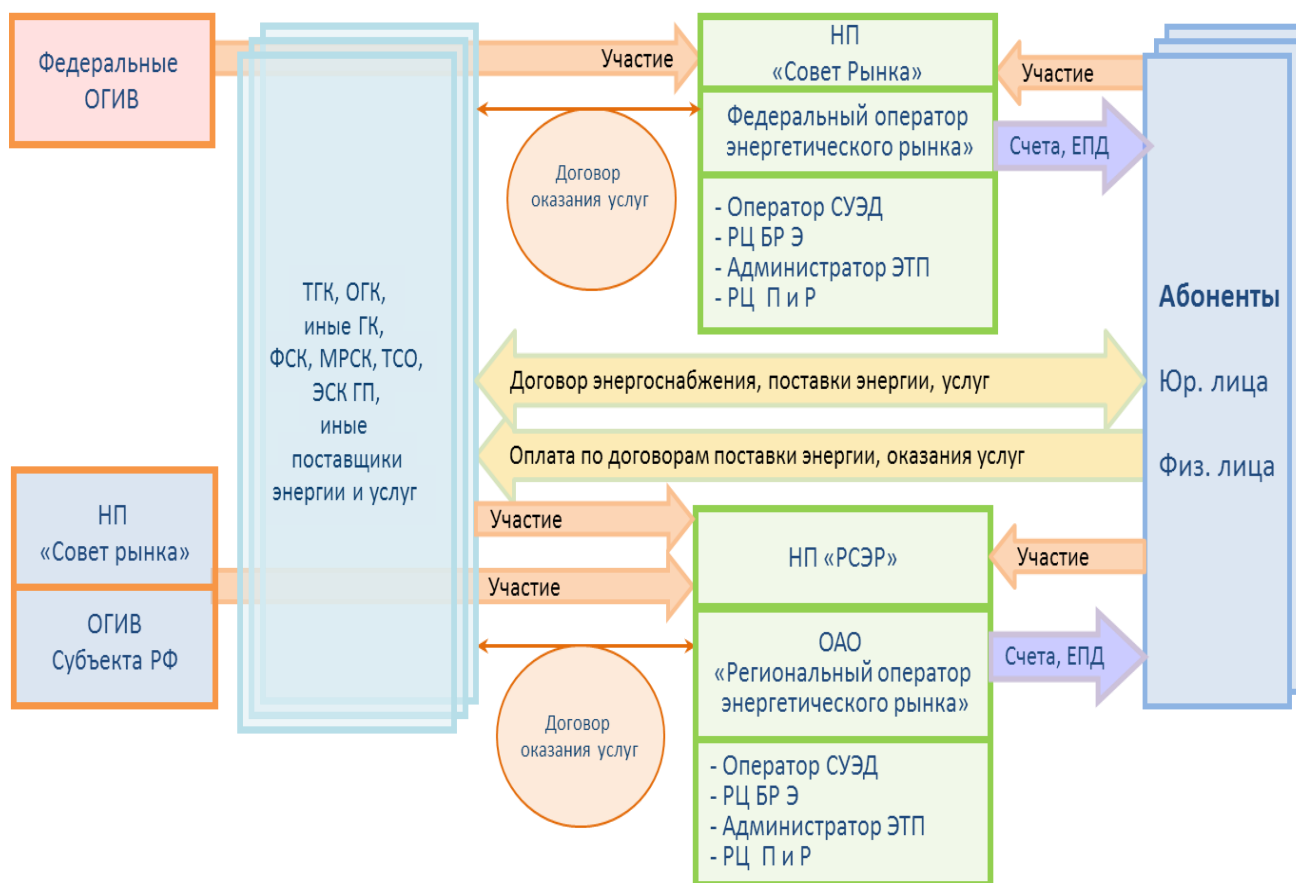 Федеральные
ОГИВ
Участие
НП
«Совет Рынка»
Участие
Федеральный оператор
энергетического рынка»
Счета, ЕПД
Договор
оказания услуг
- Оператор СУЭД
- РЦ БР Э
- Администратор ЭТП
- РЦ П и Р
ТГК, ОГК,
иные ГК,
ФСК, МРСК, ТСО,
ЭСК ГП,
иные
поставщики
энергии и услуг
Абоненты
Юр. лица
Физ. лица
Договор энергоснабжения, поставки энергии, услуг
Оплата по договорам поставки энергии, оказания услуг
НП
«Совет рынка»
ОГИВ
Субъекта РФ
Участие
Участие
НП «РСЭР»
Участие
ОАО
«Региональный оператор
энергетического рынка»
Счета, ЕПД
Договор
оказания услуг
- Оператор СУЭД
- РЦ БР Э
- Администратор ЭТП
- РЦ П и Р